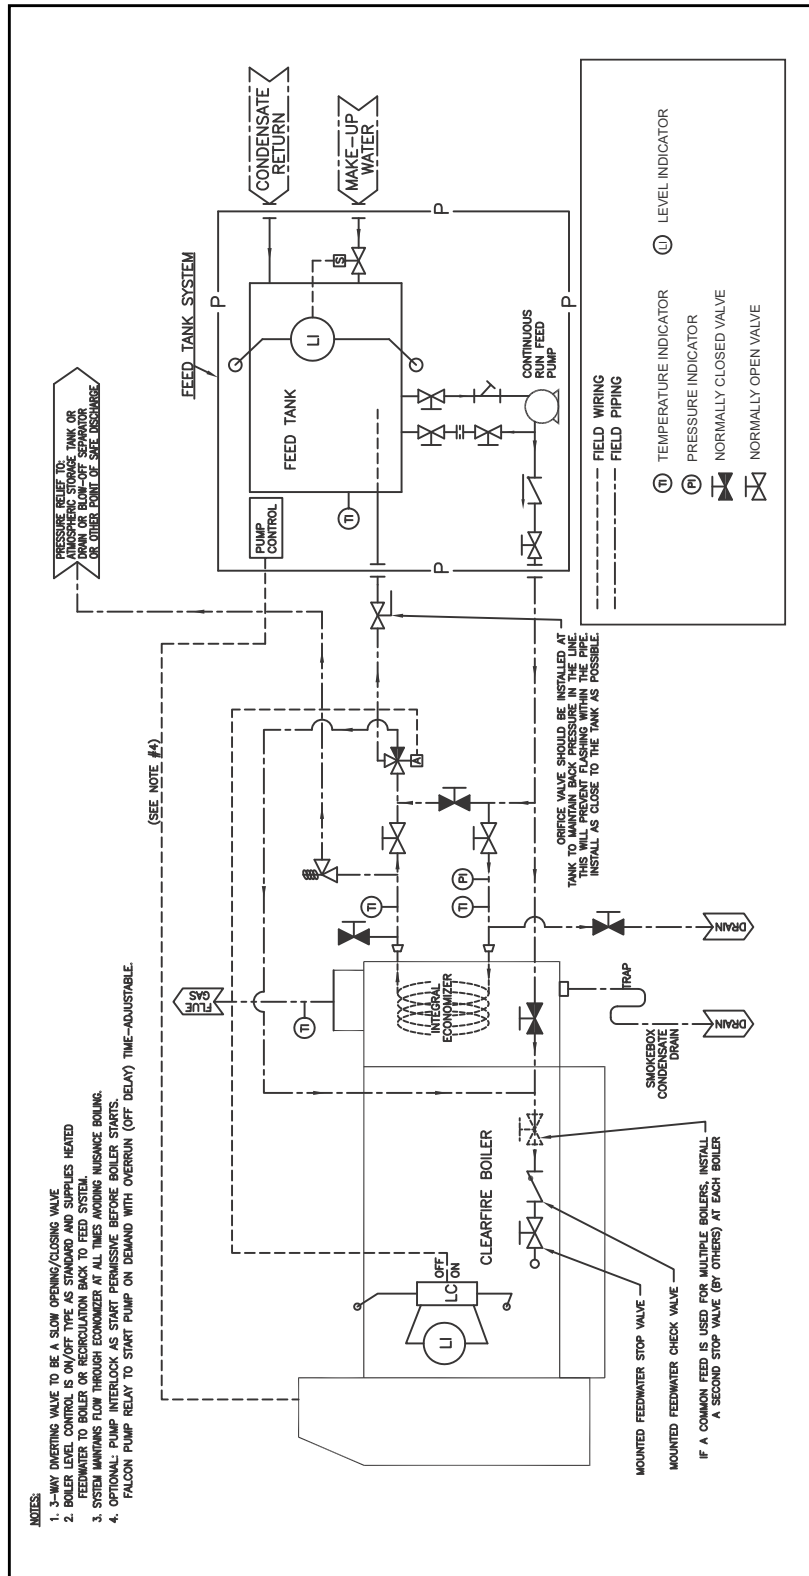 NOTES:
1. 3-WAY DIVERTING VALVE TO BE A SLOW OPENING/CLOSING VALVE
2. BOILER LEVEL CONTROL IS ON/OFF TYPE AS STANDARD AND SUPPLIES HEATED
FEEDWATER TO BOILER OR RECIRCULATION BACK TO FEED SYSTEM.
3. SYSTEM MAINTAINS FLOW THROUGH ECONOMIZER AT ALL TIMES AVOIDING NUISANCE BOILING.
4. OPTIONAL: PUMP INTERLOCK AS START PERMISSIVE BEFORE BOILER STARTS.
FALCON PUMP RELAY TO START PUMP ON DEMAND WITH OVERRUN (OFF DELAY) TIME-ADJUSTABLE.
(SEE NOTE #4)
PRESSURE RELIEF TO:
ATMOSPHERIC STORAGE TANK OR
DRAIN OR BLOW-OFF SEPARATOR
OR OTHER POINT OF SAFE DISCHARGE
FEED TANK SYSTEM
CONDENSATE
RETURN
MAKE-UP
WATER
P
P
P
P
S
LI
FEED TANK
TI
PUMP
CONTROL
CONTINUOUS
RUN FEED
PUMP
FLUE
GAS
TI
TI
TI
PI
A
INTEGRAL
ECONOMIZER
CLEARFIRE BOILER
LI
LC
OFF
ON
ORIFICE VALVE SHOULD BE INSTALLED AT
TANK TO MAINTAIN BACK PRESSURE IN THE LINE.
THIS WILL PREVENT FLASHING WITHIN THE PIPE.
INSTALL AS CLOSE TO THE TANK AS POSSIBLE.
SMOKEBOX
CONDENSATE
DRAIN
TRAP
DRAIN
DRAIN
MOUNTED FEEDWATER STOP VALVE
MOUNTED FEEDWATER CHECK VALVE
IF A COMMON FEED IS USED FOR MULTIPLE BOILERS, INSTALL
A SECOND STOP VALVE (BY OTHERS) AT EACH BOILER
FIELD WIRING
FIELD PIPING
TI TEMPERATURE INDICATOR
LI LEVEL INDICATOR
PI PRESSURE INDICATOR
NORMALLY CLOSED VALVE
NORMALLY OPEN VALVE